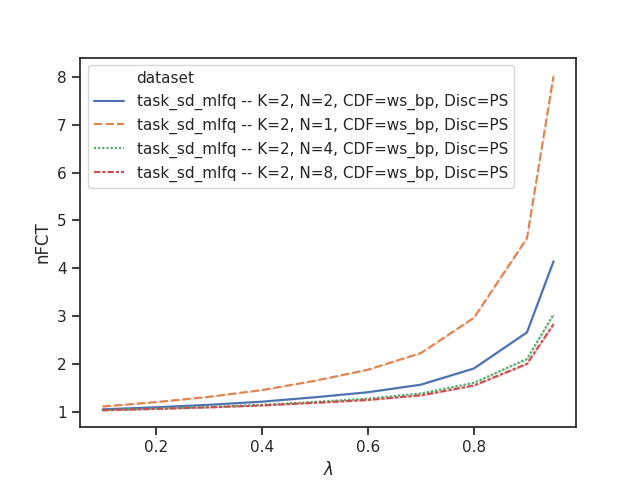 dataset
task_sd_mlfq -- K=2, N=2, CDF=ws_bp, Disc=PS
task_sd_mlfq -- K=2, N=1, CDF=ws_bp, Disc=PS
task_sd_mlfq -- K=2, N=4, CDF=ws_bp, Disc=PS
task_sd_mlfq -- K=2, N=8, CDF=ws_bp, Disc=PS
nFCT
8
7
6
5
4
3
2
1
0.2 0.4 0.6 0.8
λ